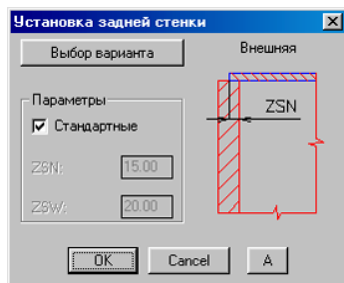 Установка задней стенки
Выбор варианта
Внешняя
Параметры
Стандартные
ZSN: 15.00
ZSW: 20.00
ZSN
OK Cancel A